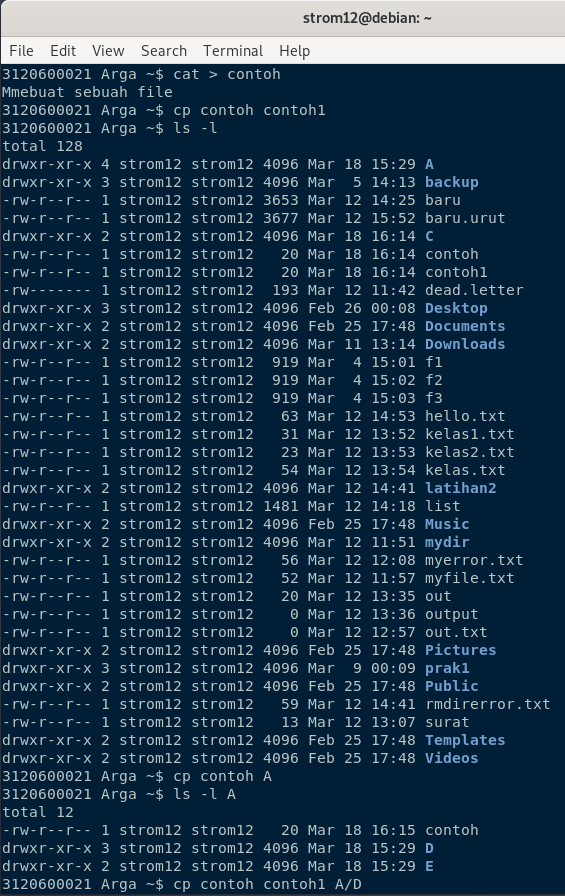 strom12@debian: ~
File Edit View Search Terminal Help
3120600021 Arga ~$ cat > contoh
Mmebuat sebuah file
3120600021 Arga ~$ cp contoh contoh1
3120600021 Arga ~$ ls -l
total 128
drwxr-xr-x 4 strom12 strom12 4096 Mar 18 15:29 A
drwxr-xr-x 3 strom12 strom12 4096 Mar  5 14:13 backup
-rw-r--r-- 1 strom12 strom12 3653 Mar 12 14:25 baru
-rw-r--r-- 1 strom12 strom12 3677 Mar 12 15:52 baru.urut
drwxr-xr-x 2 strom12 strom12 4096 Mar 18 16:14 C
-rw-r--r-- 1 strom12 strom12   20 Mar 18 16:14 contoh
-rw-r--r-- 1 strom12 strom12   20 Mar 18 16:14 contoh1
-rw------- 1 strom12 strom12  193 Mar 12 11:42 dead.letter
drwxr-xr-x 3 strom12 strom12 4096 Feb 26 00:08 Desktop
drwxr-xr-x 2 strom12 strom12 4096 Feb 25 17:48 Documents
drwxr-xr-x 2 strom12 strom12 4096 Mar 11 13:14 Downloads
-rw-r--r-- 1 strom12 strom12  919 Mar  4 15:01 f1
-rw-r--r-- 1 strom12 strom12  919 Mar  4 15:02 f2
-rw-r--r-- 1 strom12 strom12  919 Mar  4 15:03 f3
-rw-r--r-- 1 strom12 strom12   63 Mar 12 14:53 hello.txt
-rw-r--r-- 1 strom12 strom12   31 Mar 12 13:52 kelas1.txt
-rw-r--r-- 1 strom12 strom12   23 Mar 12 13:53 kelas2.txt
-rw-r--r-- 1 strom12 strom12   54 Mar 12 13:54 kelas.txt
drwxr-xr-x 2 strom12 strom12 4096 Mar 12 14:41 latihan2
-rw-r--r-- 1 strom12 strom12 1481 Mar 12 14:18 list
drwxr-xr-x 2 strom12 strom12 4096 Feb 25 17:48 Music
drwxr-xr-x 2 strom12 strom12 4096 Mar 12 11:51 mydir
-rw-r--r-- 1 strom12 strom12   56 Mar 12 12:08 myerror.txt
-rw-r--r-- 1 strom12 strom12   52 Mar 12 11:57 myfile.txt
-rw-r--r-- 1 strom12 strom12   20 Mar 12 13:35 out
-rw-r--r-- 1 strom12 strom12    0 Mar 12 13:36 output
-rw-r--r-- 1 strom12 strom12    0 Mar 12 12:57 out.txt
drwxr-xr-x 2 strom12 strom12 4096 Feb 25 17:48 Pictures
drwxr-xr-x 3 strom12 strom12 4096 Mar  9 00:09 prak1
drwxr-xr-x 2 strom12 strom12 4096 Feb 25 17:48 Public
-rw-r--r-- 1 strom12 strom12   59 Mar 12 14:41 rmdirerror.txt
-rw-r--r-- 1 strom12 strom12   13 Mar 12 13:07 surat
drwxr-xr-x 2 strom12 strom12 4096 Feb 25 17:48 Templates
drwxr-xr-x 2 strom12 strom12 4096 Feb 25 17:48 Videos
3120600021 Arga ~$ cp contoh A
3120600021 Arga ~$ ls -l A
total 12
-rw-r--r-- 1 strom12 strom12   20 Mar 18 16:15 contoh
drwxr-xr-x 3 strom12 strom12 4096 Mar 18 15:29 D
drwxr-xr-x 2 strom12 strom12 4096 Mar 18 15:29 E
3120600021 Arga ~$ cp contoh contoh1 A/D